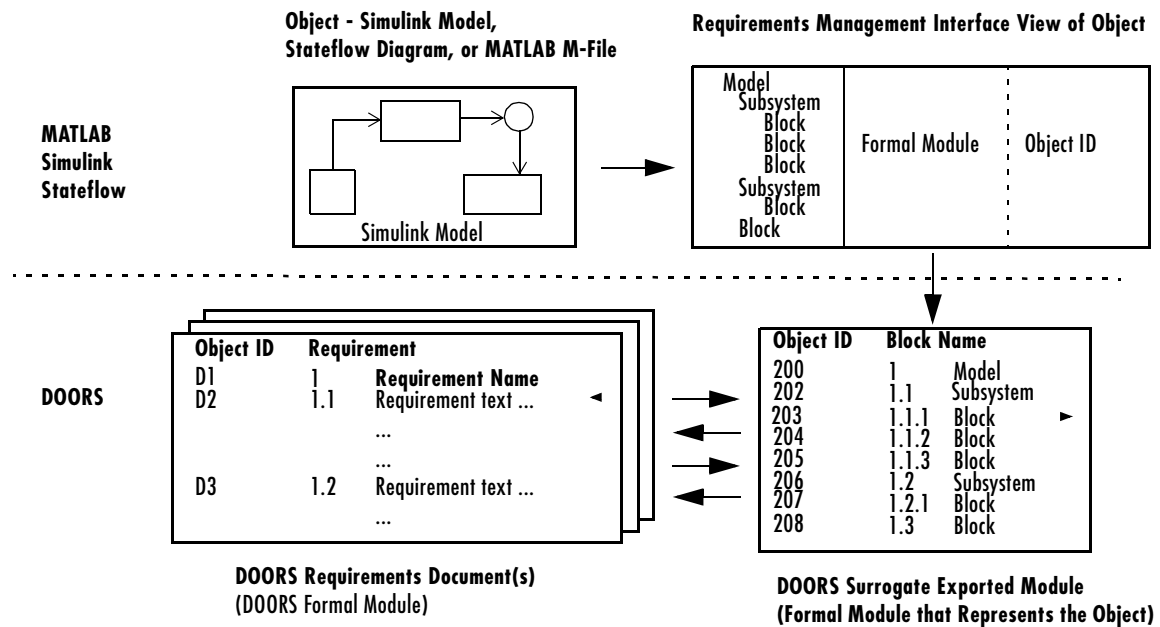 Object - Simulink Model,
Stateflow Diagram, or MATLAB M-File
Requirements Management Interface View of Object
MATLAB
Simulink
Stateflow
Simulink Model
Model
Subsystem
Block
Block
Block
Subsystem
Block
Block
Formal Module
Object ID
DOORS
Object ID Requirement
D1 1 Requirement Name
D2 1.1 Requirement text ...
...
...
D3 1.2 Requirement text ...
...
DOORS Requirements Document(s)
(DOORS Formal Module)
Object ID Block Name
200 1 Model
202 1.1 Subsystem
203 1.1.1 Block
204 1.1.2 Block
205 1.1.3 Block
206 1.2 Subsystem
207 1.2.1 Block
208 1.3 Block
DOORS Surrogate Exported Module
(Formal Module that Represents the Object)